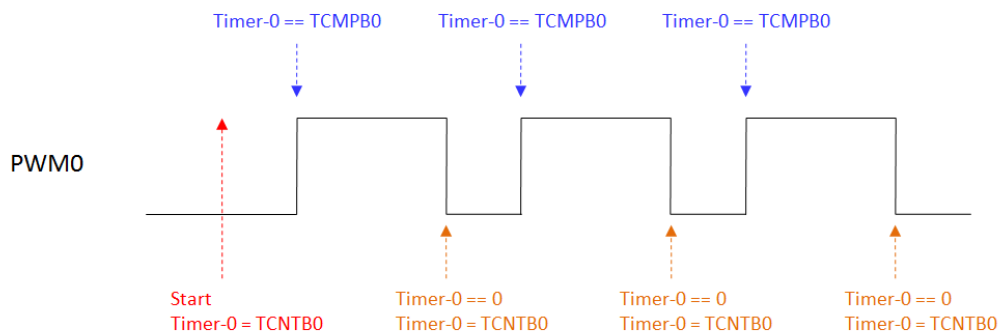 Timer-0 == TCMPB0 Timer-0 == TCMPB0 Timer-0 == TCMPB0
PWM0
Start Timer-0 == 0 Timer-0 == 0 Timer-0 == 0
Timer-0 = TCNTB0 Timer-0 = TCNTB0 Timer-0 = TCNTB0 Timer-0 = TCNTB0